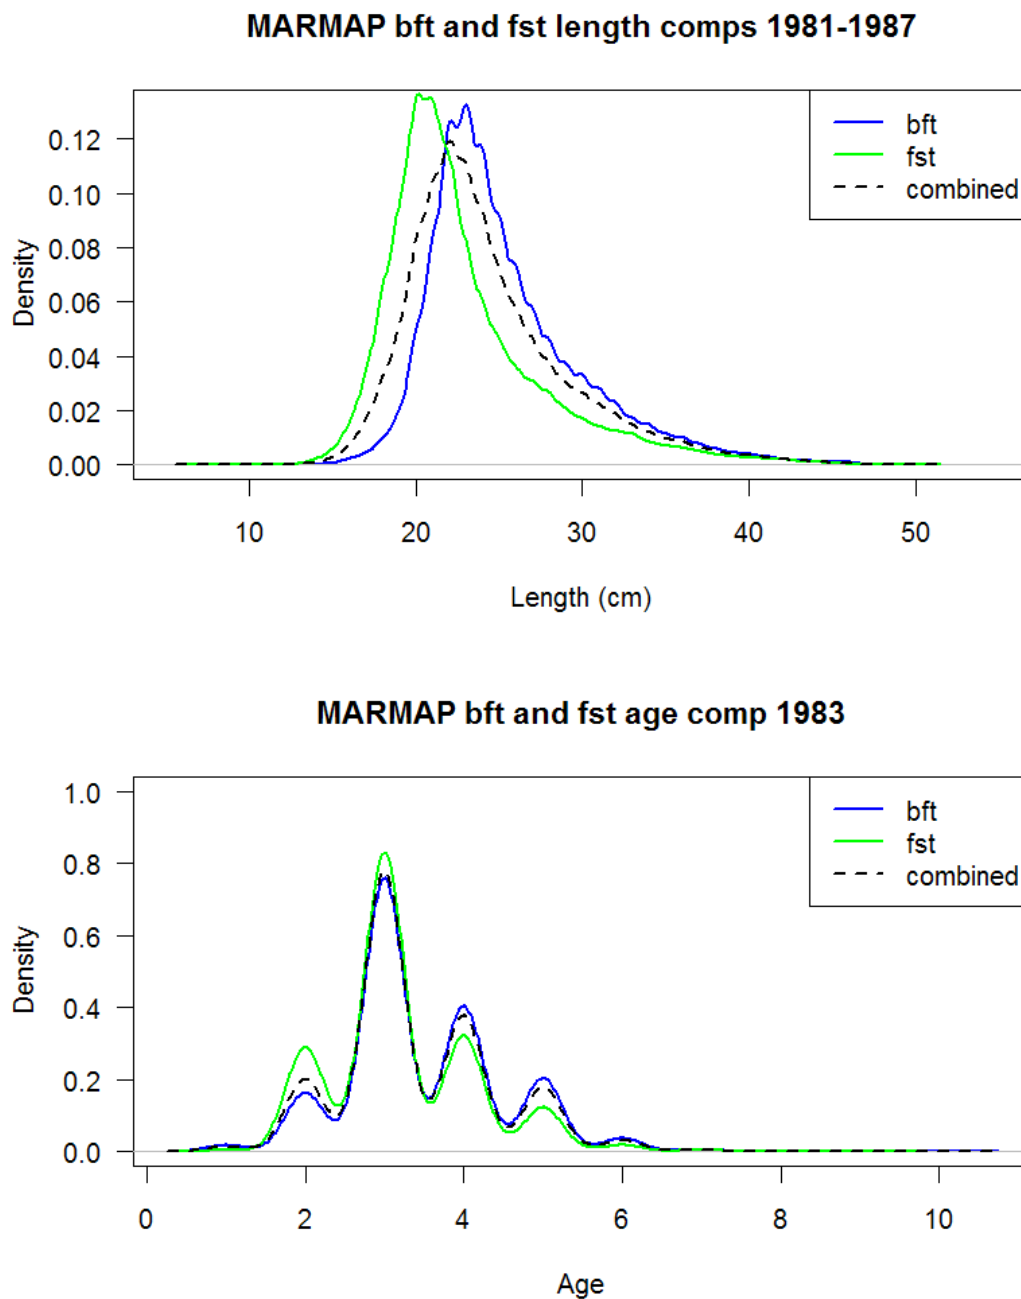 MARMAP bft and fst length comps 1981-1987
bft
fst
combined
Density
0.12
0.10
0.08
0.06
0.04
0.02
0.00
10 20 30 40 50
Length (cm)
MARMAP bft and fst age comp 1983
bft
fst
combined
Density
1.0
0.8
0.6
0.4
0.2
0.0
0 2 4 6 8 10
Age